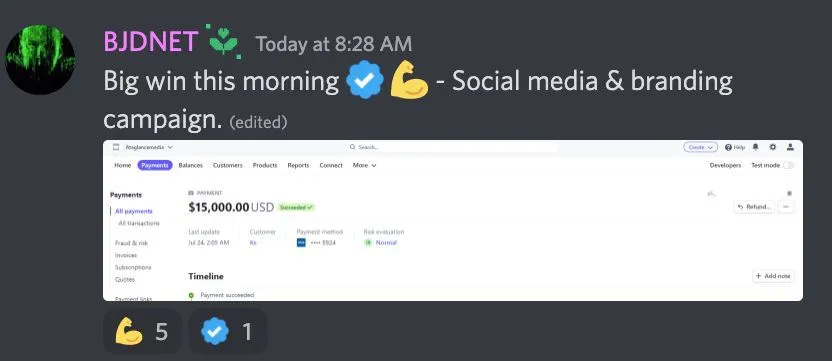 BJDNET Today at 8:28 AM
Big win this morning - Social media & branding
campaign. (edited)
Ataglancemedia Search... Create Help
Home Payments Balances Customers Products Reports Connect More Developers Test mode
Payments
PAYMENT
$15,000.00 USD Succeeded Refund...
All payments
All transactions
Last update Customer Payment method Risk evaluation
Jul 24, 2:05 AM Ke •••• 8924 Normal
Fraud & risk
Invoices
Subscriptions
Quotes
Timeline + Add note
Payment links
Payment succeeded
5 1